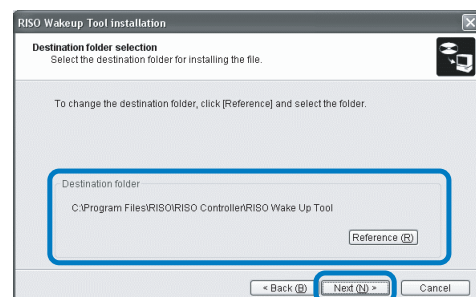 RISO Wakeup Tool installation
Destination folder selection
Select the destination folder for installing the file.
To change the destination folder, click [Reference] and select the folder.
Destination folder
C:\Program Files\RISO\RISO Controller\RISO Wake Up Tool
Reference (R)
< Back (B)
Next (N) >
Cancel